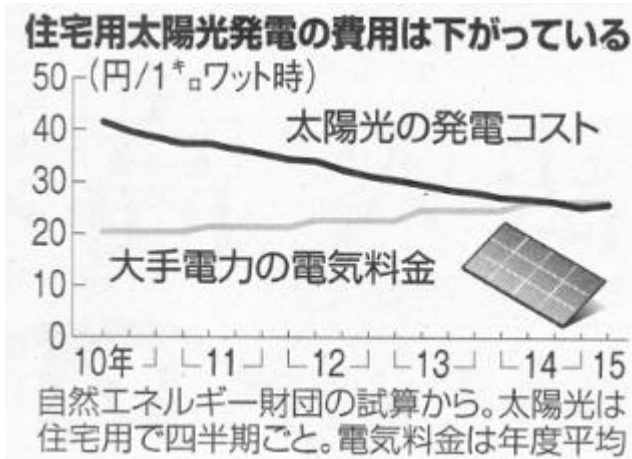 住宅用太陽光発電の費用は下がっている
50 (円/1㌔ワット時)
40
太陽光の発電コスト
30
20
大手電力の電気料金
10
0
10年 11 12 13 14 15
自然エネルギー財団の試算から。太陽光は
住宅用で四半期ごと。電気料金は年度平均